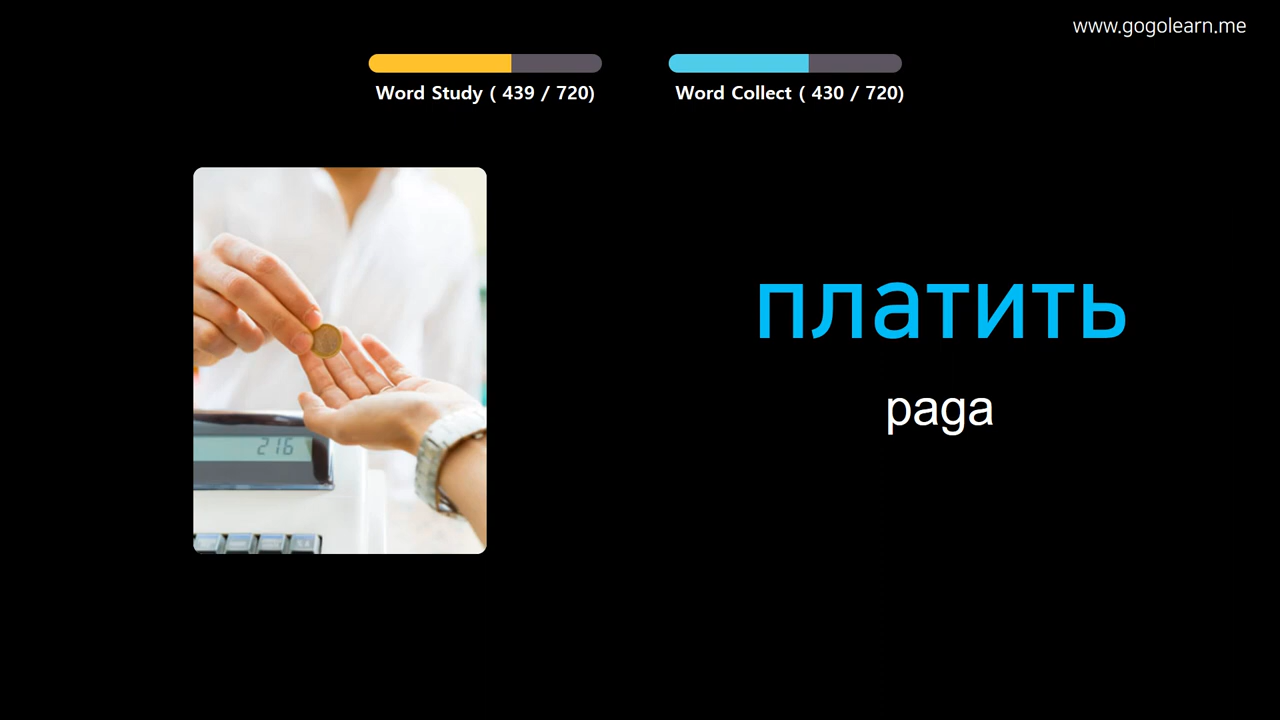 www.gogolearn.me
Word Study ( 439 / 720)
Word Collect ( 430 / 720)
платить
paga
216